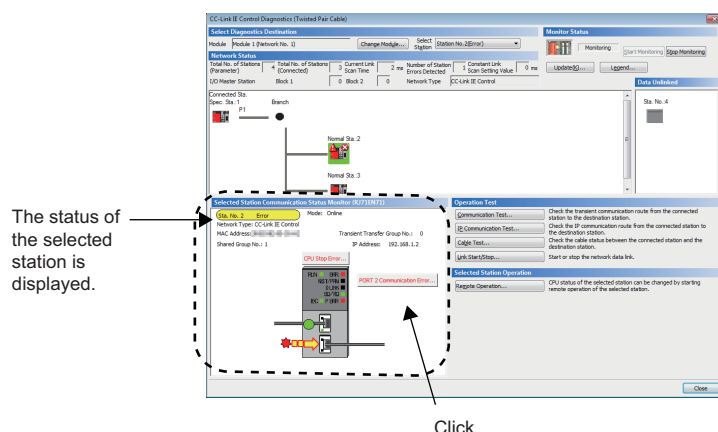 CC-Link IE Control Diagnostics (Twisted Pair Cable)
Select Diagnostics Destination
Monitor Status
Module Module 1 (Network No. 1) Change Module... Select Station Station No.2(Error)
Monitoring Start Monitoring Stop Monitoring
Network Status
Total No. of Stations (Parameter) 4 Total No. of Stations (Connected) 3 Current Link Scan Time 2 ms Number of Station Errors Detected 1 Constant Link Scan Setting Value 0 ms
Update(K)... Legend...
I/O Master Station Block 1 0 Block 2 0 Network Type CC-Link IE Control
Data Unlinked
Connected Sta.
Spec. Sta.:1 Branch
P1
Sta. No.:4
Normal Sta.:2
Normal Sta.:3
Selected Station Communication Status Monitor (RJ71EN71)
Operation Test
Sta. No. 2 Error Mode: Online
Network Type: CC-Link IE Control
MAC Address:
Transient Transfer Group No.: 0
Shared Group No.: 1 IP Address: 192.168.1.2
CPU Stop Error...
PORT 2 Communication Error...
RUN ERR
D LINK
SD/RD
P ERR
Communication Test... Check the transient communication route from the connected station to the destination station.
IP Communication Test... Check the IP communication route from the connected station to the destination station.
Cable Test... Check the cable status between the connected station and the destination station.
Link Start/Stop... Start or stop the network data link.
Selected Station Operation
Remote Operation... CPU status of the selected station can be changed by starting remote operation of the selected station.
Close
The status of
the selected
station is
displayed.
Click